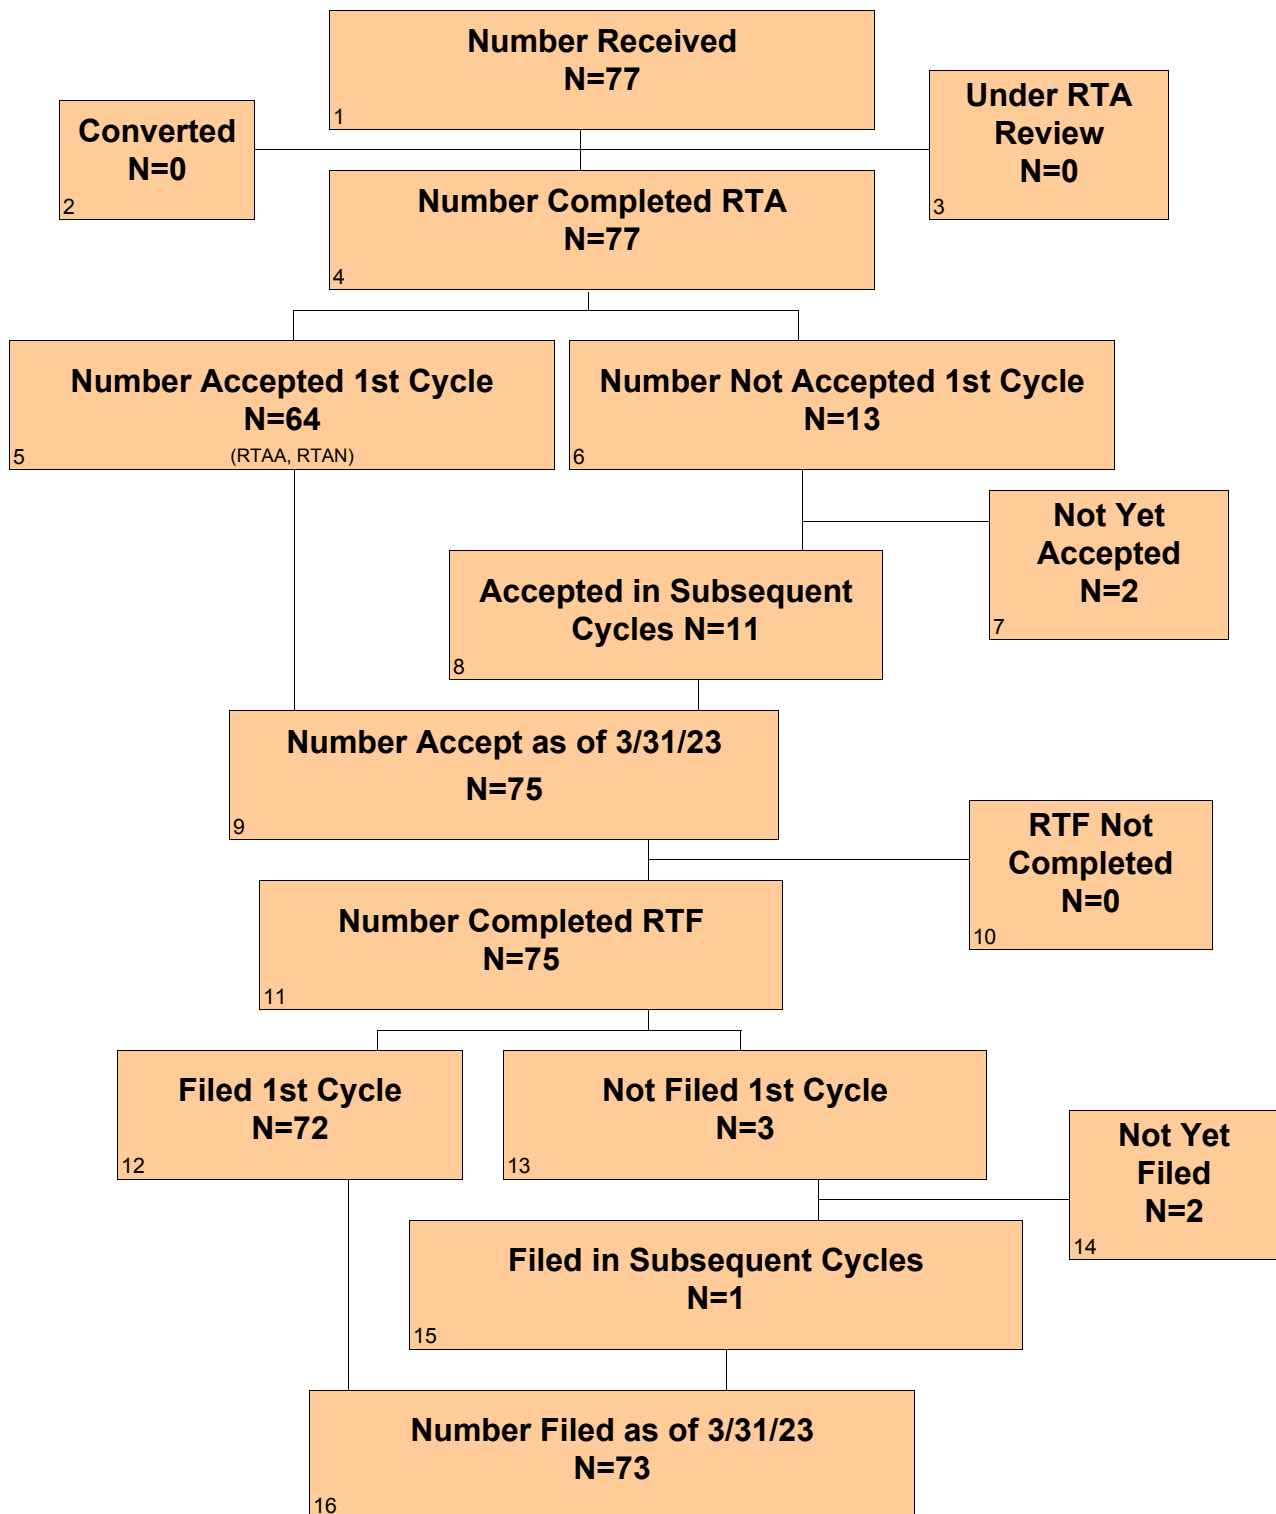 Number Received
N=77
1
Converted
N=0
2
Under RTA
Review
N=0
3
Number Completed RTA
N=77
4
Number Accepted 1st Cycle
N=64
(RTAA, RTAN)
5
Number Not Accepted 1st Cycle
N=13
6
Not Yet
Accepted
N=2
7
Accepted in Subsequent
Cycles N=11
8
Number Accept as of 3/31/23
N=75
9
RTF Not
Completed
N=0
10
Number Completed RTF
N=75
11
Filed 1st Cycle
N=72
12
Not Filed 1st Cycle
N=3
13
Not Yet
Filed
N=2
14
Filed in Subsequent Cycles
N=1
15
Number Filed as of 3/31/23
N=73
16